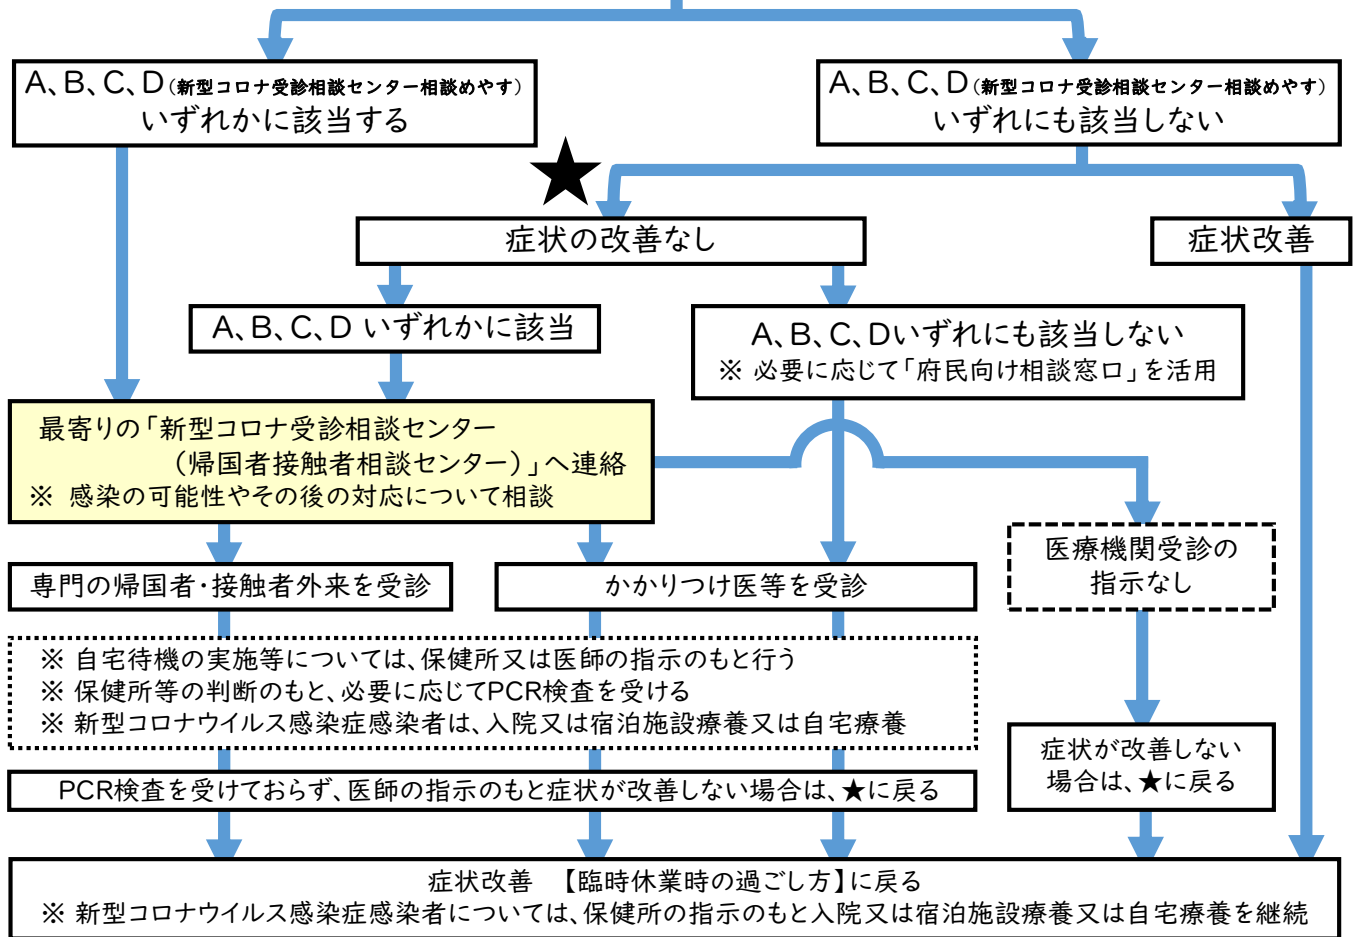 A、B、C、D(新型コロナ受診相談センター相談めやす)
いずれかに該当する
A、B、C、D(新型コロナ受診相談センター相談めやす)
いずれにも該当しない
★
症状の改善なし
症状改善
A、B、C、D いずれかに該当
A、B、C、Dいずれにも該当しない
※ 必要に応じて「府民向け相談窓口」を活用
最寄りの「新型コロナ受診相談センター
(帰国者接触者相談センター)」へ連絡
※ 感染の可能性やその後の対応について相談
医療機関受診の
指示なし
専門の帰国者・接触者外来を受診
かかりつけ医等を受診
※ 自宅待機の実施等については、保健所又は医師の指示のもと行う
※ 保健所等の判断のもと、必要に応じてPCR検査を受ける
※ 新型コロナウイルス感染症感染者は、入院又は宿泊施設療養又は自宅療養
症状が改善しない
場合は、★に戻る
PCR検査を受けておらず、医師の指示のもと症状が改善しない場合は、★に戻る
症状改善 【臨時休業時の過ごし方】に戻る
※ 新型コロナウイルス感染症感染者については、保健所の指示のもと入院又は宿泊施設療養又は自宅療養を継続